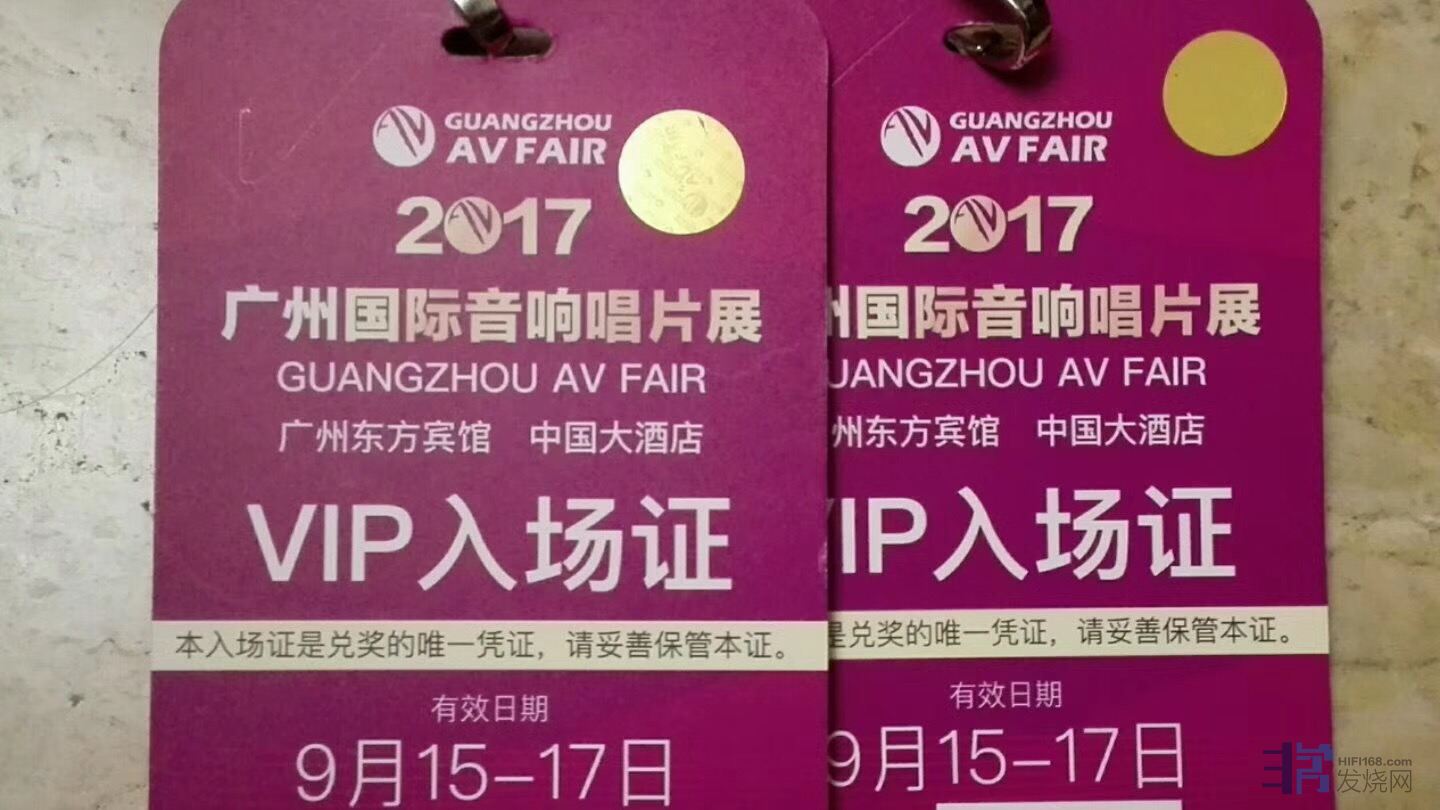 GUANGZHOU
AV FAIR
2017
广州国际音响唱片展
GUANGZHOU AV FAIR
广州东方宾馆 中国大酒店
VIP入场证
本入场证是兑奖的唯一凭证，请妥善保管本证。
有效日期
9月15-17日
GUANGZHOU
AV FAIR
2017
州国际音响唱片展
UANGZHOU AV FAIR
州东方宾馆 中国大酒店
VIP入场证
是兑奖的唯一凭证，请妥善保管本证。
有效日期
9月15-17日
HIFI168.com
发烧网